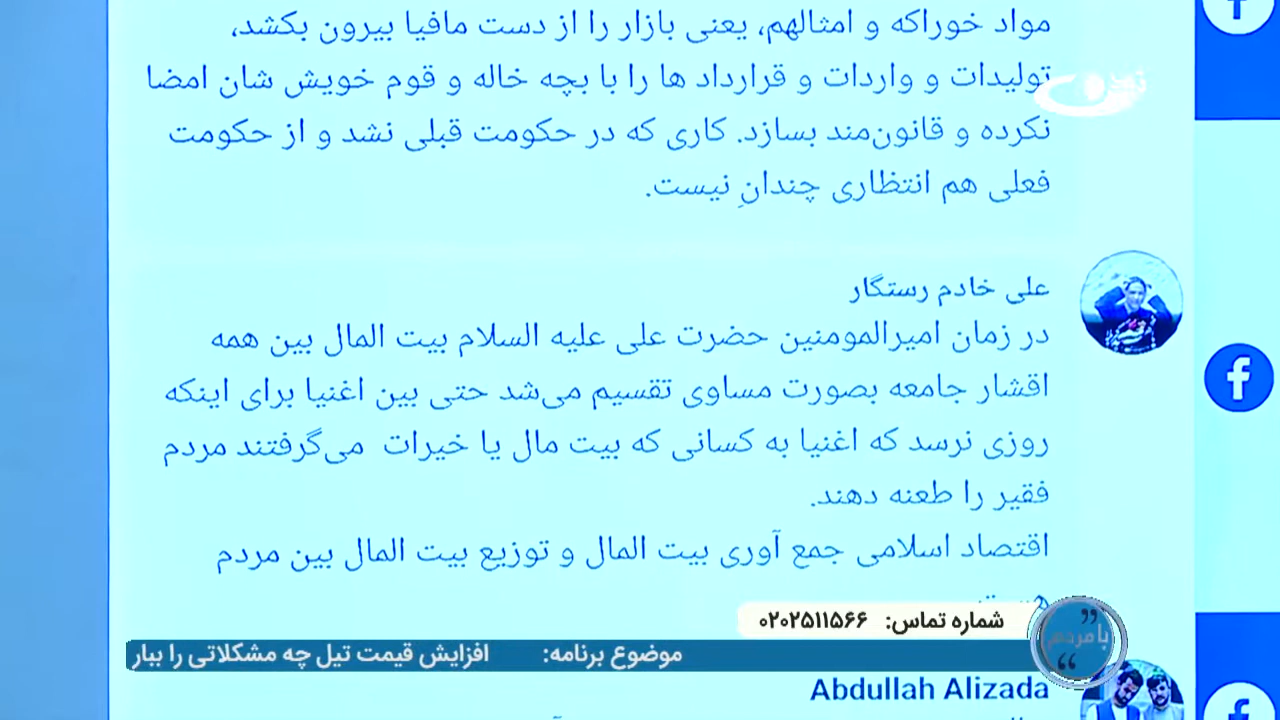 مواد خوراکه و امثالهم، یعنی بازار را از دست مافیا بیرون بکشد،
تولیدات و واردات و قرارداد ها را با بچه خاله و قوم خویش شان امضا
نکرده و قانون‌مند بسازد. کاری که در حکومت قبلی نشد و از حکومت
فعلی هم انتظاری چندانِ نیست.
علی خادم رستگار
در زمان امیرالمومنین حضرت علی علیه السلام بیت المال بین همه
اقشار جامعه بصورت مساوی تقسیم می‌شد حتی بین اغنیا برای اینکه
روزی نرسد که اغنیا به کسانی که بیت مال یا خیرات می‌گرفتند مردم
فقیر را طعنه دهند.
اقتصاد اسلامی جمع آوری بیت المال و توزیع بیت المال بین مردم
شماره تماس: ۰۲۰۲۵۱۱۵۶۶
با مردم
موضوع برنامه: افزایش قیمت تیل چه مشکلاتی را ببار
Abdullah Alizada